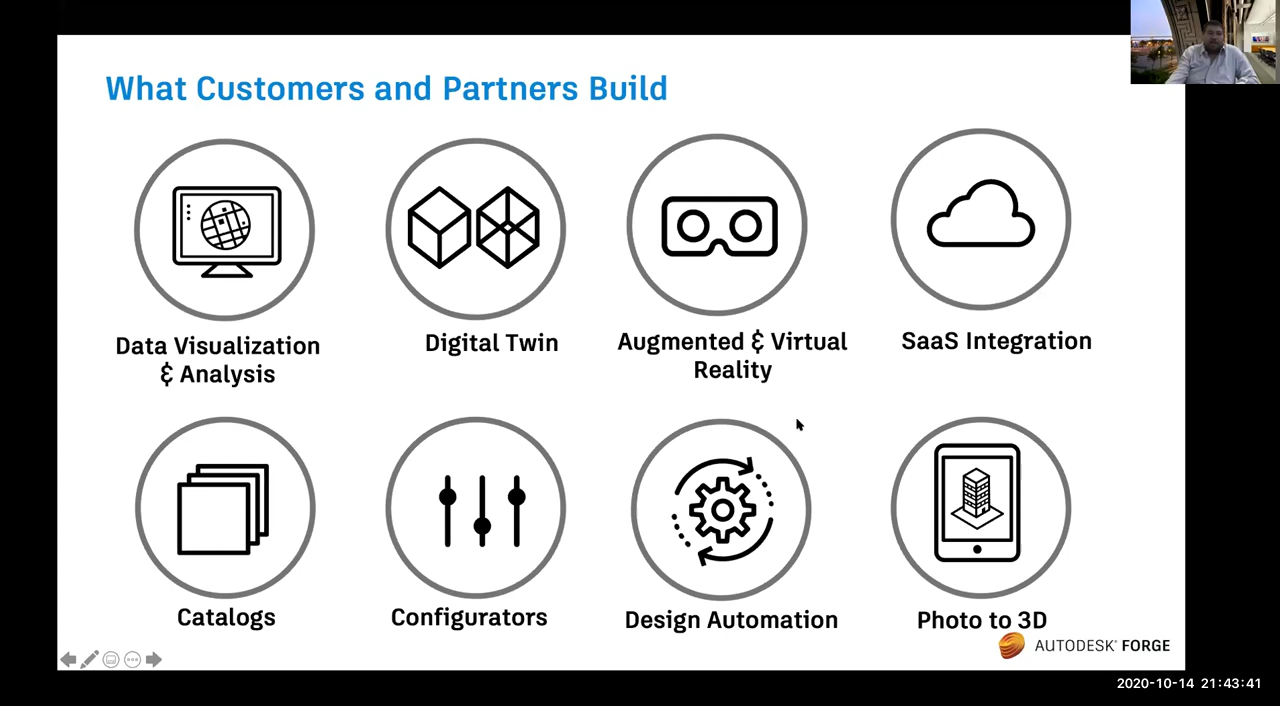 What Customers and Partners Build
Data Visualization
& Analysis
Digital Twin
Augmented & Virtual
Reality
SaaS Integration
Catalogs
Configurators
Design Automation
Photo to 3D
AUTODESK® FORGE
2020-10-14 21:43:41